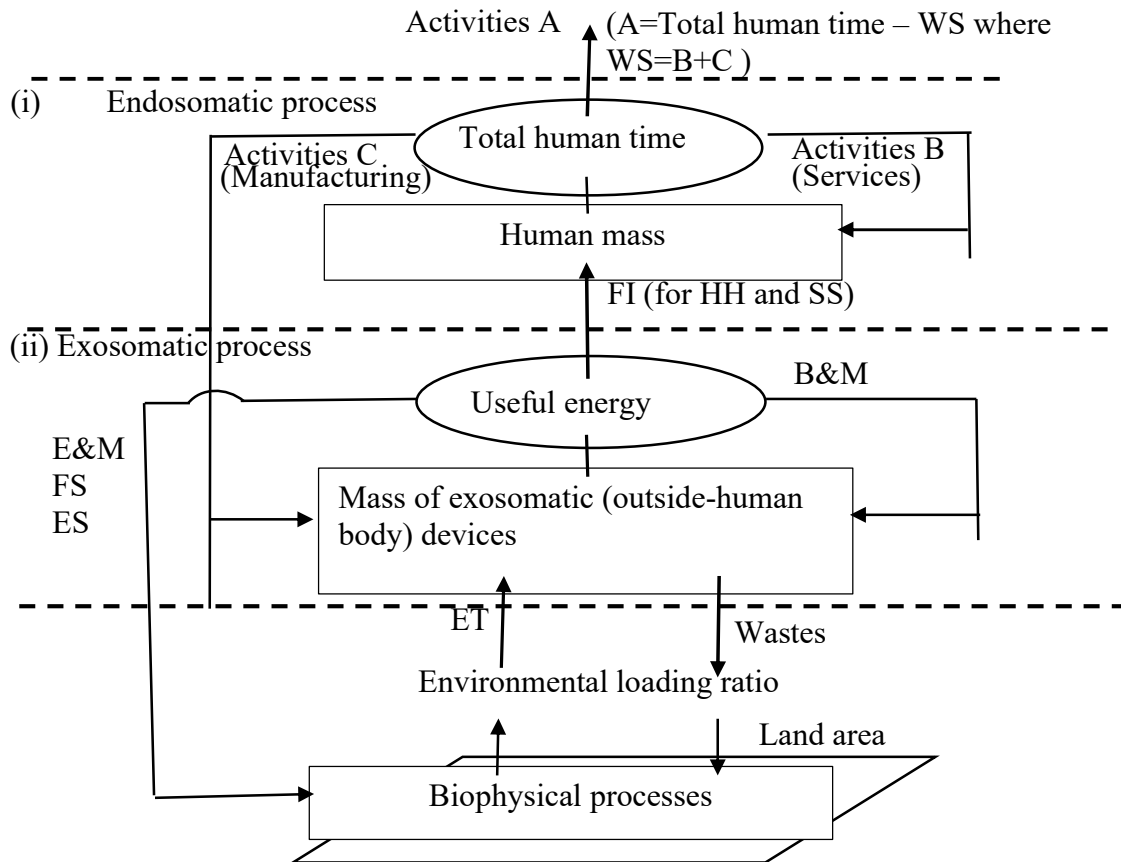 Activities A
(A=Total human time – WS where
WS=B+C )
(i)
Endosomatic process
Total human time
Activities C
(Manufacturing)
Activities B
(Services)
Human mass
FI (for HH and SS)
(ii) Exosomatic process
B&M
Useful energy
E&M
FS
ES
Mass of exosomatic (outside-human
body) devices
ET
Wastes
Environmental loading ratio
Land area
Biophysical processes